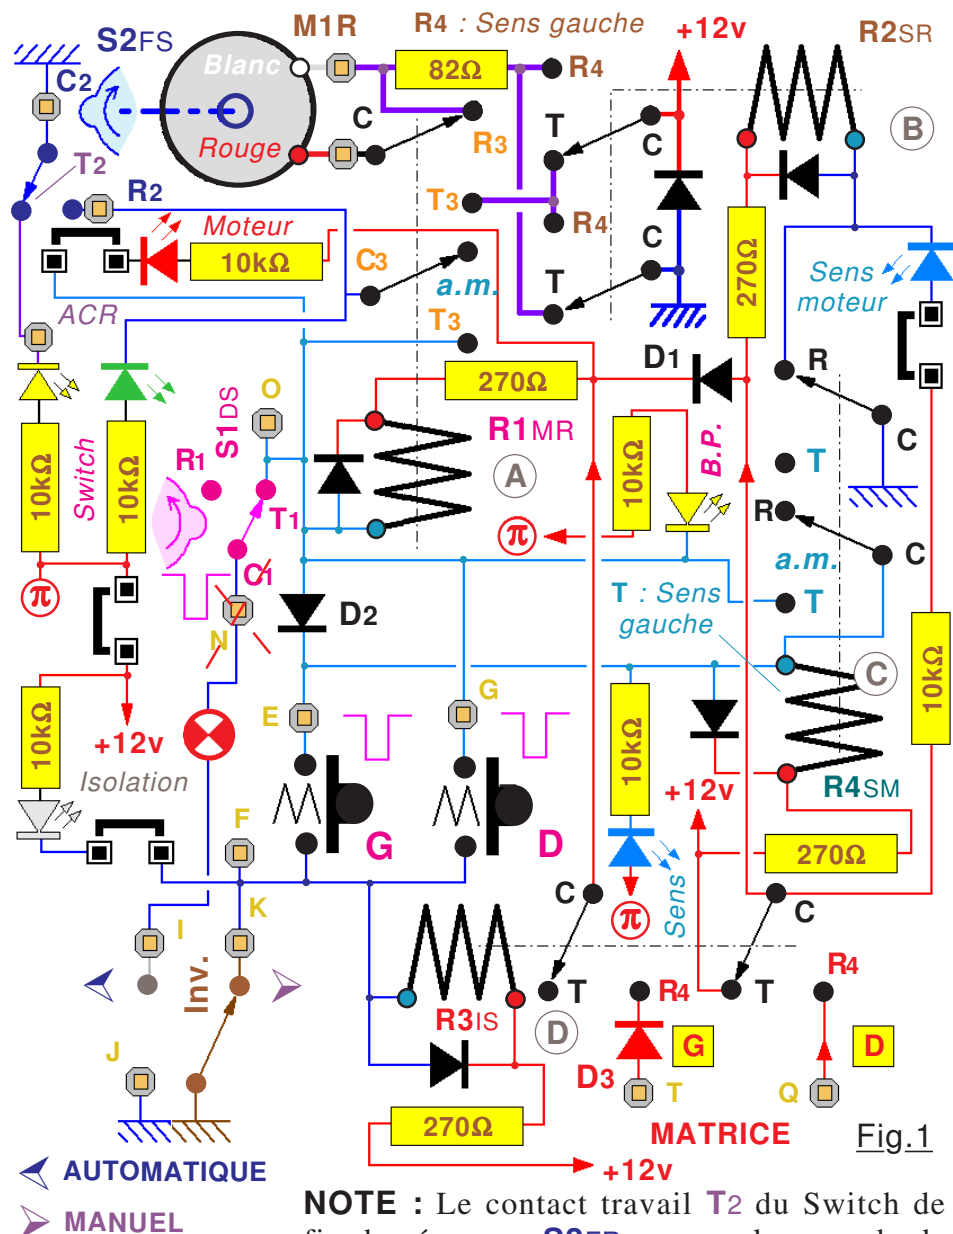 S2FS
M1R
R4 : Sens gauche
+12v
R2SR
C2
Blanc
82Ω
R4
B
T2
Rouge
C
R3
T
C
R2
T3
R4
C
270Ω
Moteur
10kΩ
C3
a.m.
T
Sens
moteur
ACR
T3
D1
R
270Ω
O
S1DS
R1MR
B.P.
C
10kΩ
Switch
10kΩ
R1
A
10kΩ
T
T1
π
R
C
π
C1
a.m.
N
D2
T : Sens
gauche
T
C
10kΩ
10kΩ
E
G
10kΩ
+12v
Isolation
+12v
R4SM
F
G
D
270Ω
I
K
C
π
Sens
C
Inv.
R3IS
T
D
R4
T
R4
J
D3
G
D
T
Q
270Ω
MATRICE
Fig.1
+12v
AUTOMATIQUE
MANUEL
NOTE : Le contact travail T2 du Switch de